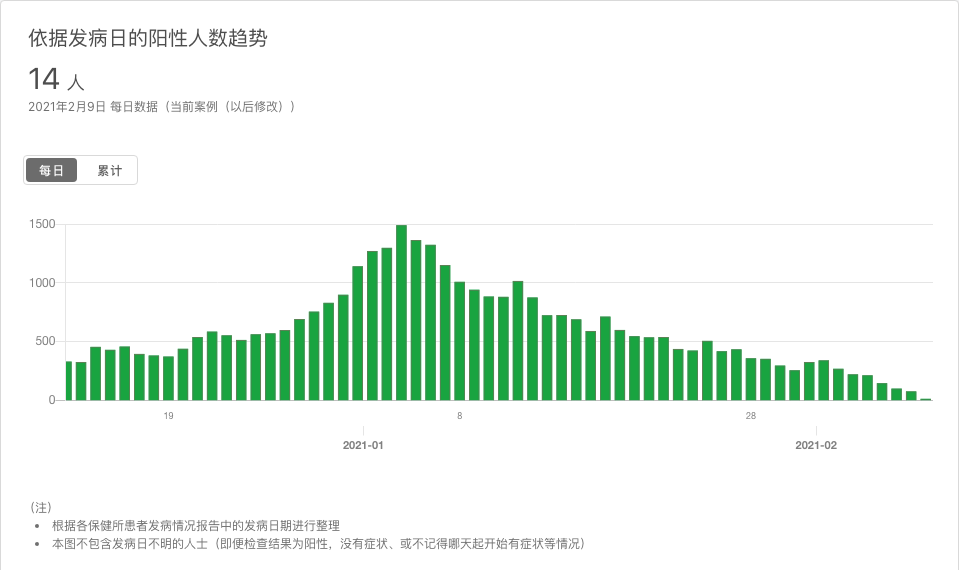 依据发病日的阳性人数趋势
14 人
2021年2月9日 每日数据（当前案例（以后修改））
每日 累计
1500
1000
500
0
19 8 28
2021-01 2021-02
（注）
• 根据各保健所患者发病情况报告中的发病日期进行整理
• 本图不包含发病日不明的人士（即便检查结果为阳性，没有症状、或不记得哪天起开始有症状等情况）